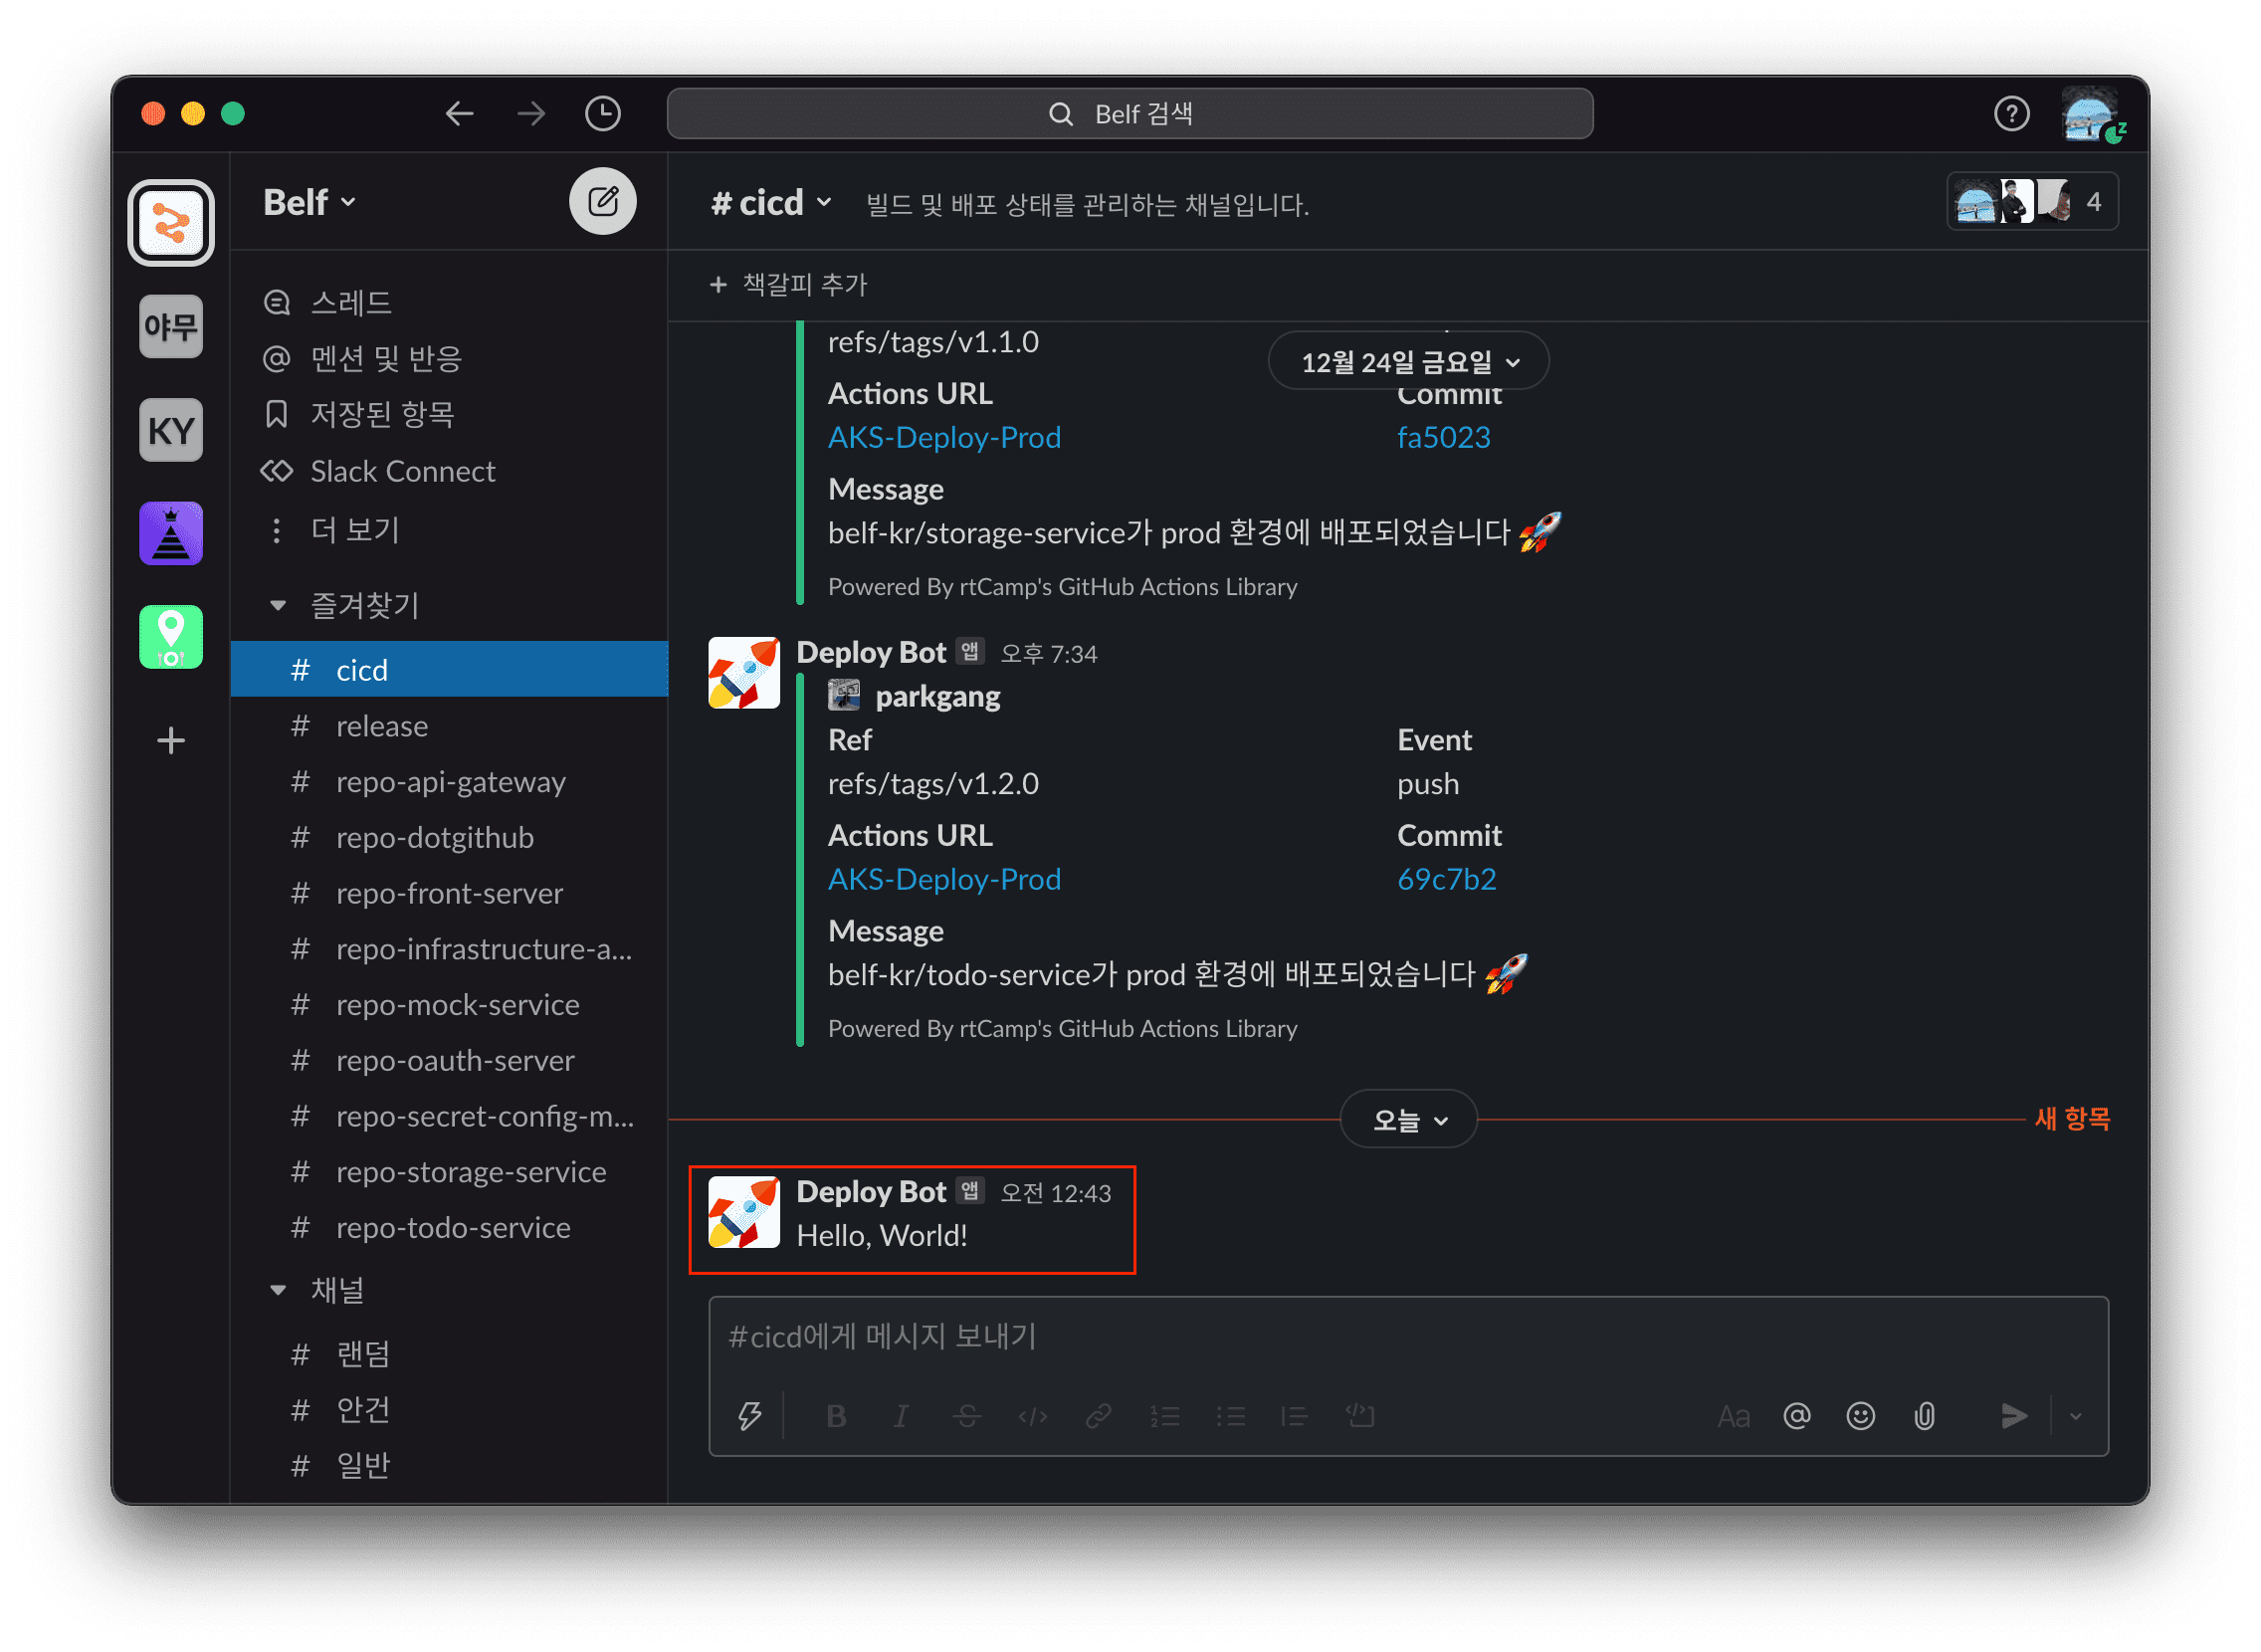 Belf 검색
Belf
# cicd
빌드 및 배포 상태를 관리하는 채널입니다.
4
야무
KY
스레드
멘션 및 반응
저장된 항목
Slack Connect
더 보기
즐겨찾기
# cicd
# release
# repo-api-gateway
# repo-dotgithub
# repo-front-server
# repo-infrastructure-a...
# repo-mock-service
# repo-oauth-server
# repo-secret-config-m...
# repo-storage-service
# repo-todo-service
채널
# 랜덤
# 안건
# 일반
+ 책갈피 추가
12월 24일 금요일
refs/tags/v1.1.0
Actions URL Commit
AKS-Deploy-Prod fa5023
Message
belf-kr/storage-service가 prod 환경에 배포되었습니다 🚀
Powered By rtCamp's GitHub Actions Library
Deploy Bot 앱 오후 7:34
parkgang
Ref Event
refs/tags/v1.2.0 push
Actions URL Commit
AKS-Deploy-Prod 69c7b2
Message
belf-kr/todo-service가 prod 환경에 배포되었습니다 🚀
Powered By rtCamp's GitHub Actions Library
오늘
새 항목
Deploy Bot 앱 오전 12:43
Hello, World!
#cicd에게 메시지 보내기
B I S </> Aa @